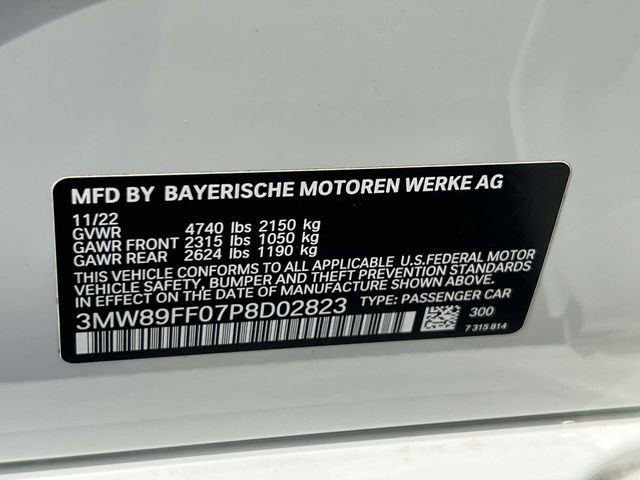 MFD BY BAYERISCHE MOTOREN WERKE AG
11/22
GVWR 4740 lbs 2150 kg
GAWR FRONT 2315 lbs 1050 kg
GAWR REAR 2624 lbs 1190 kg
THIS VEHICLE CONFORMS TO ALL APPLICABLE U.S.FEDERAL MOTOR
VEHICLE SAFETY, BUMPER AND THEFT PREVENTION STANDARDS
IN EFFECT ON THE DATE OF MANUFACTURE SHOWN ABOVE.
3MW89FF07P8D02823 TYPE: PASSENGER CAR
300
7 315 814